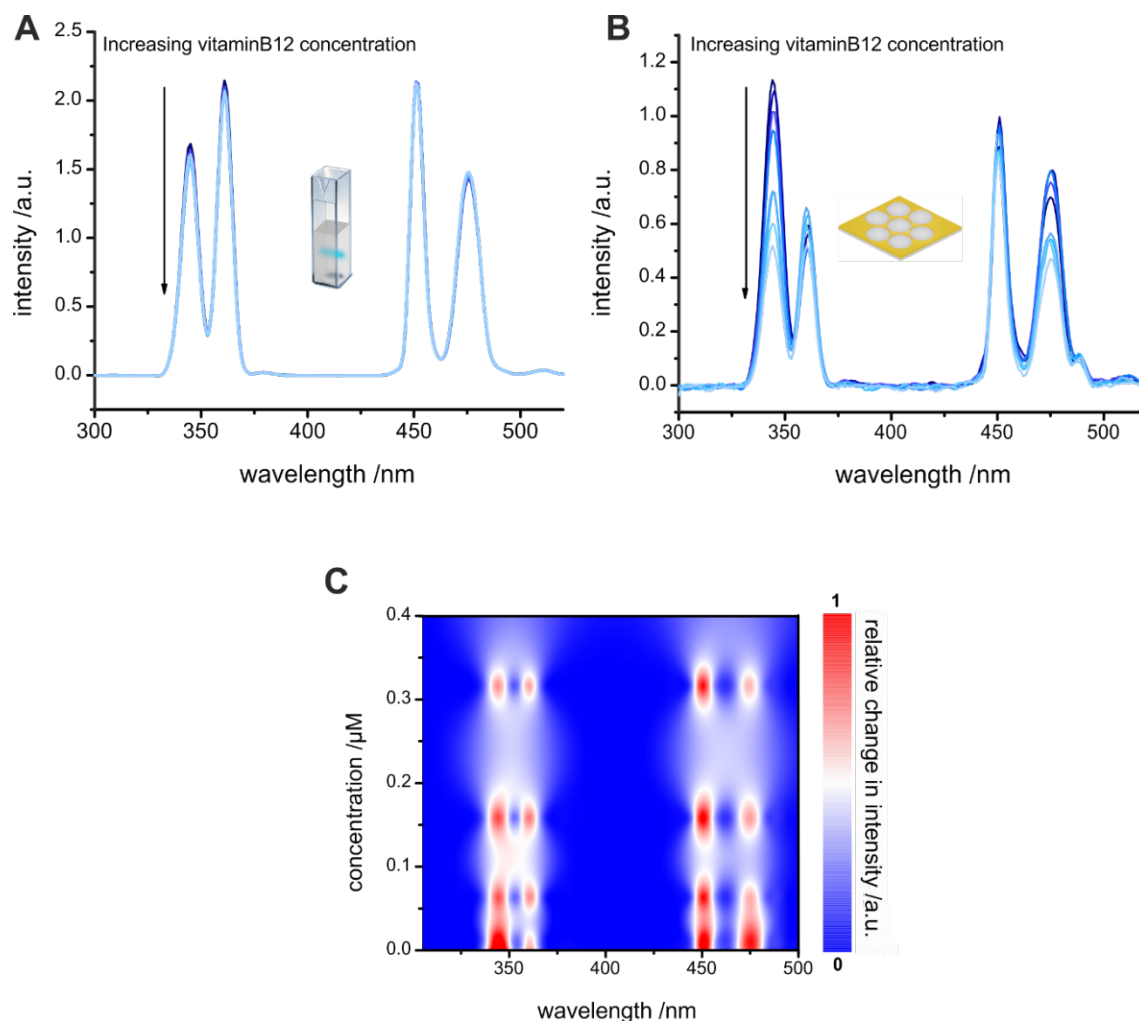 A
Increasing vitaminB12 concentration
2.5
2.0
1.5
1.0
0.5
0.0
intensity /a.u.
300
350
400
450
500
wavelength /nm
B
Increasing vitaminB12 concentration
1.2
1.0
0.8
0.6
0.4
0.2
0.0
intensity /a.u.
300
350
400
450
500
wavelength /nm
C
0.4
0.3
0.2
0.1
0.0
concentration /µM
350
400
450
500
wavelength /nm
1
relative change in intensity /a.u.
0